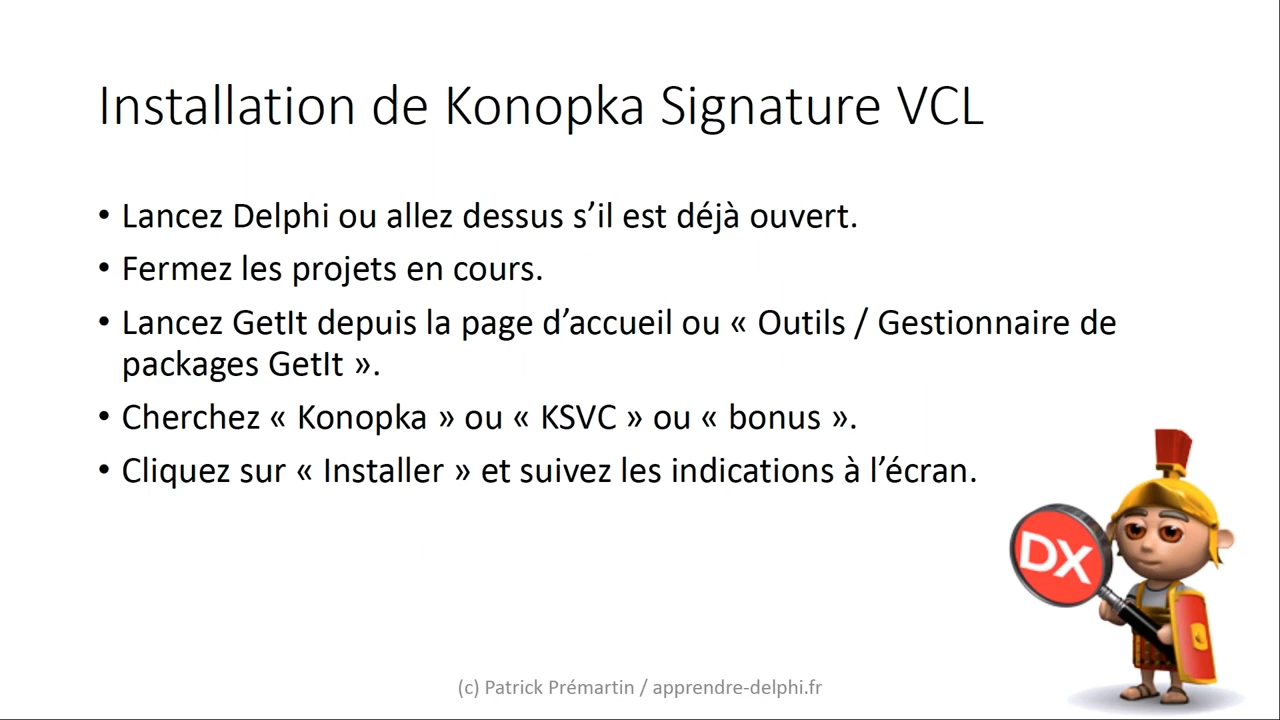 Installation de Konopka Signature VCL
• Lancez Delphi ou allez dessus s’il est déjà ouvert.
• Fermez les projets en cours.
• Lancez GetIt depuis la page d’accueil ou « Outils / Gestionnaire de
packages GetIt ».
• Cherchez « Konopka » ou « KSVC » ou « bonus ».
• Cliquez sur « Installer » et suivez les indications à l’écran.
DX
(c) Patrick Prémartin / apprendre-delphi.fr